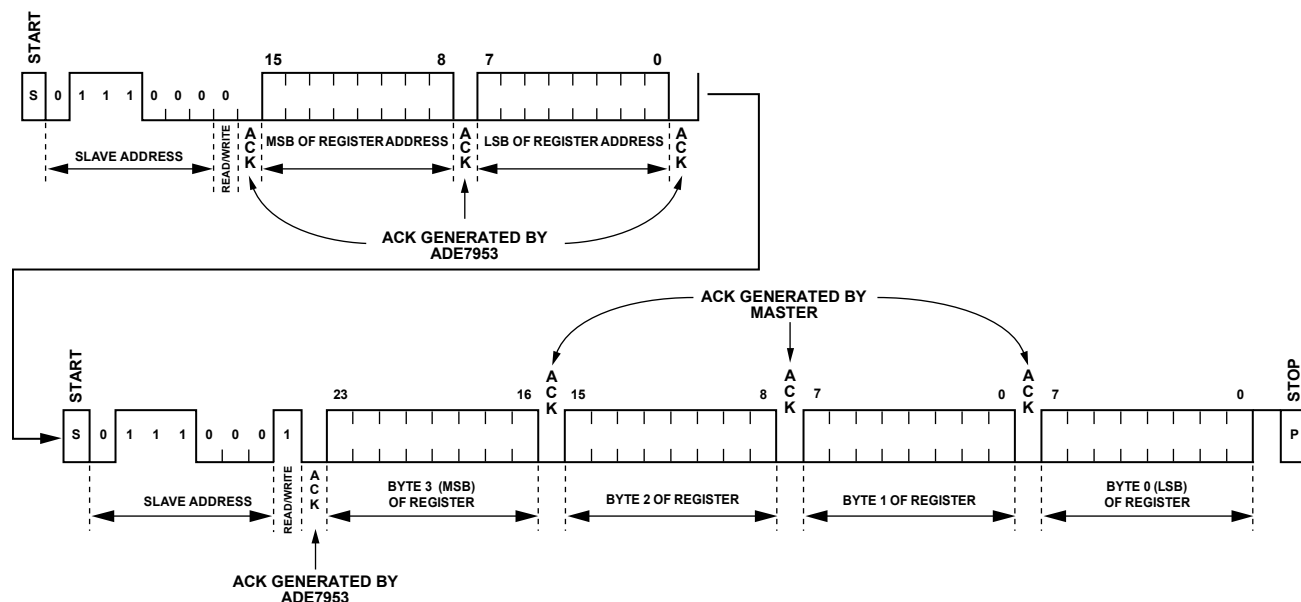 START
15 8 7 0
S 0 1 1 1 0 0 0 0
SLAVE ADDRESS
READ/WRITE
ACK
MSB OF REGISTER ADDRESS
ACK
LSB OF REGISTER ADDRESS
ACK
ACK GENERATED BY
ADE7953
ACK GENERATED BY
MASTER
START
S 0 1 1 1 0 0 0 1
SLAVE ADDRESS
READ/WRITE
ACK
23 16
BYTE 3 (MSB)
OF REGISTER
ACK
15 8
BYTE 2 OF REGISTER
ACK
7 0
BYTE 1 OF REGISTER
ACK
7 0
BYTE 0 (LSB)
OF REGISTER
STOP
P
ACK GENERATED BY
ADE7953